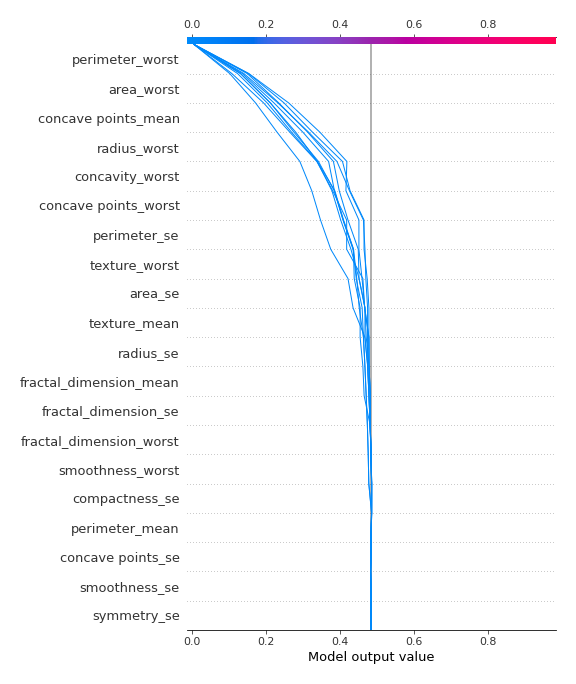 0.0 0.2 0.4 0.6 0.8
perimeter_worst
area_worst
concave points_mean
radius_worst
concavity_worst
concave points_worst
perimeter_se
texture_worst
area_se
texture_mean
radius_se
fractal_dimension_mean
fractal_dimension_se
fractal_dimension_worst
smoothness_worst
compactness_se
perimeter_mean
concave points_se
smoothness_se
symmetry_se
0.0 0.2 0.4 0.6 0.8
Model output value